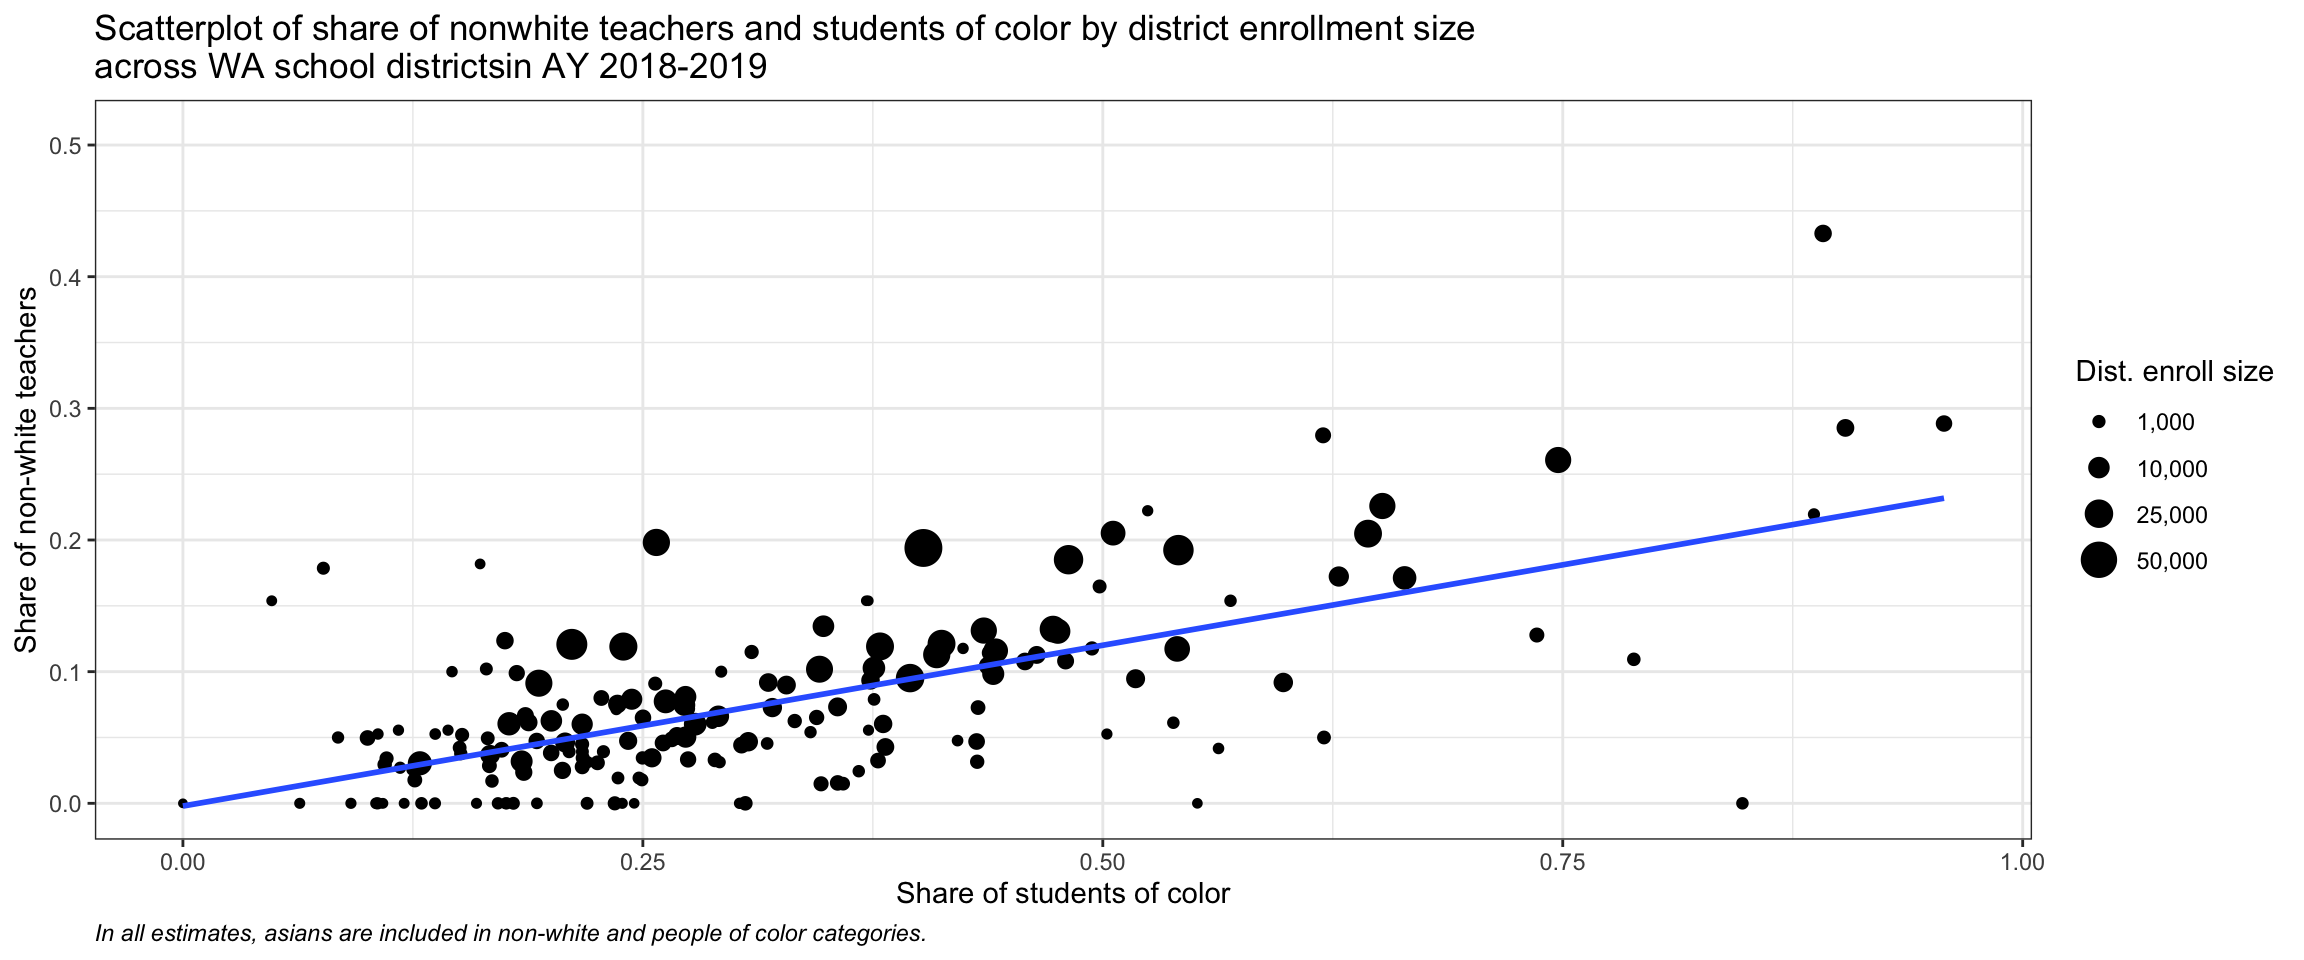 Scatterplot of share of nonwhite teachers and students of color by district enrollment size
across WA school districtsin AY 2018-2019
Share of non-white teachers
0.5
0.4
0.3
0.2
0.1
0.0
0.00
0.25
0.50
0.75
1.00
Share of students of color
Dist. enroll size
1,000
10,000
25,000
50,000
In all estimates, asians are included in non-white and people of color categories.